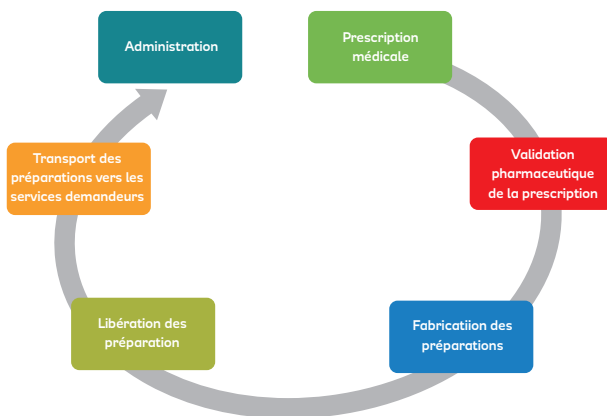 Prescription
médicale
Validation
pharmaceutique
de la prescription
Fabricatiion des
préparations
Libération des
préparation
Transport des
préparations vers les
services demandeurs
Administration